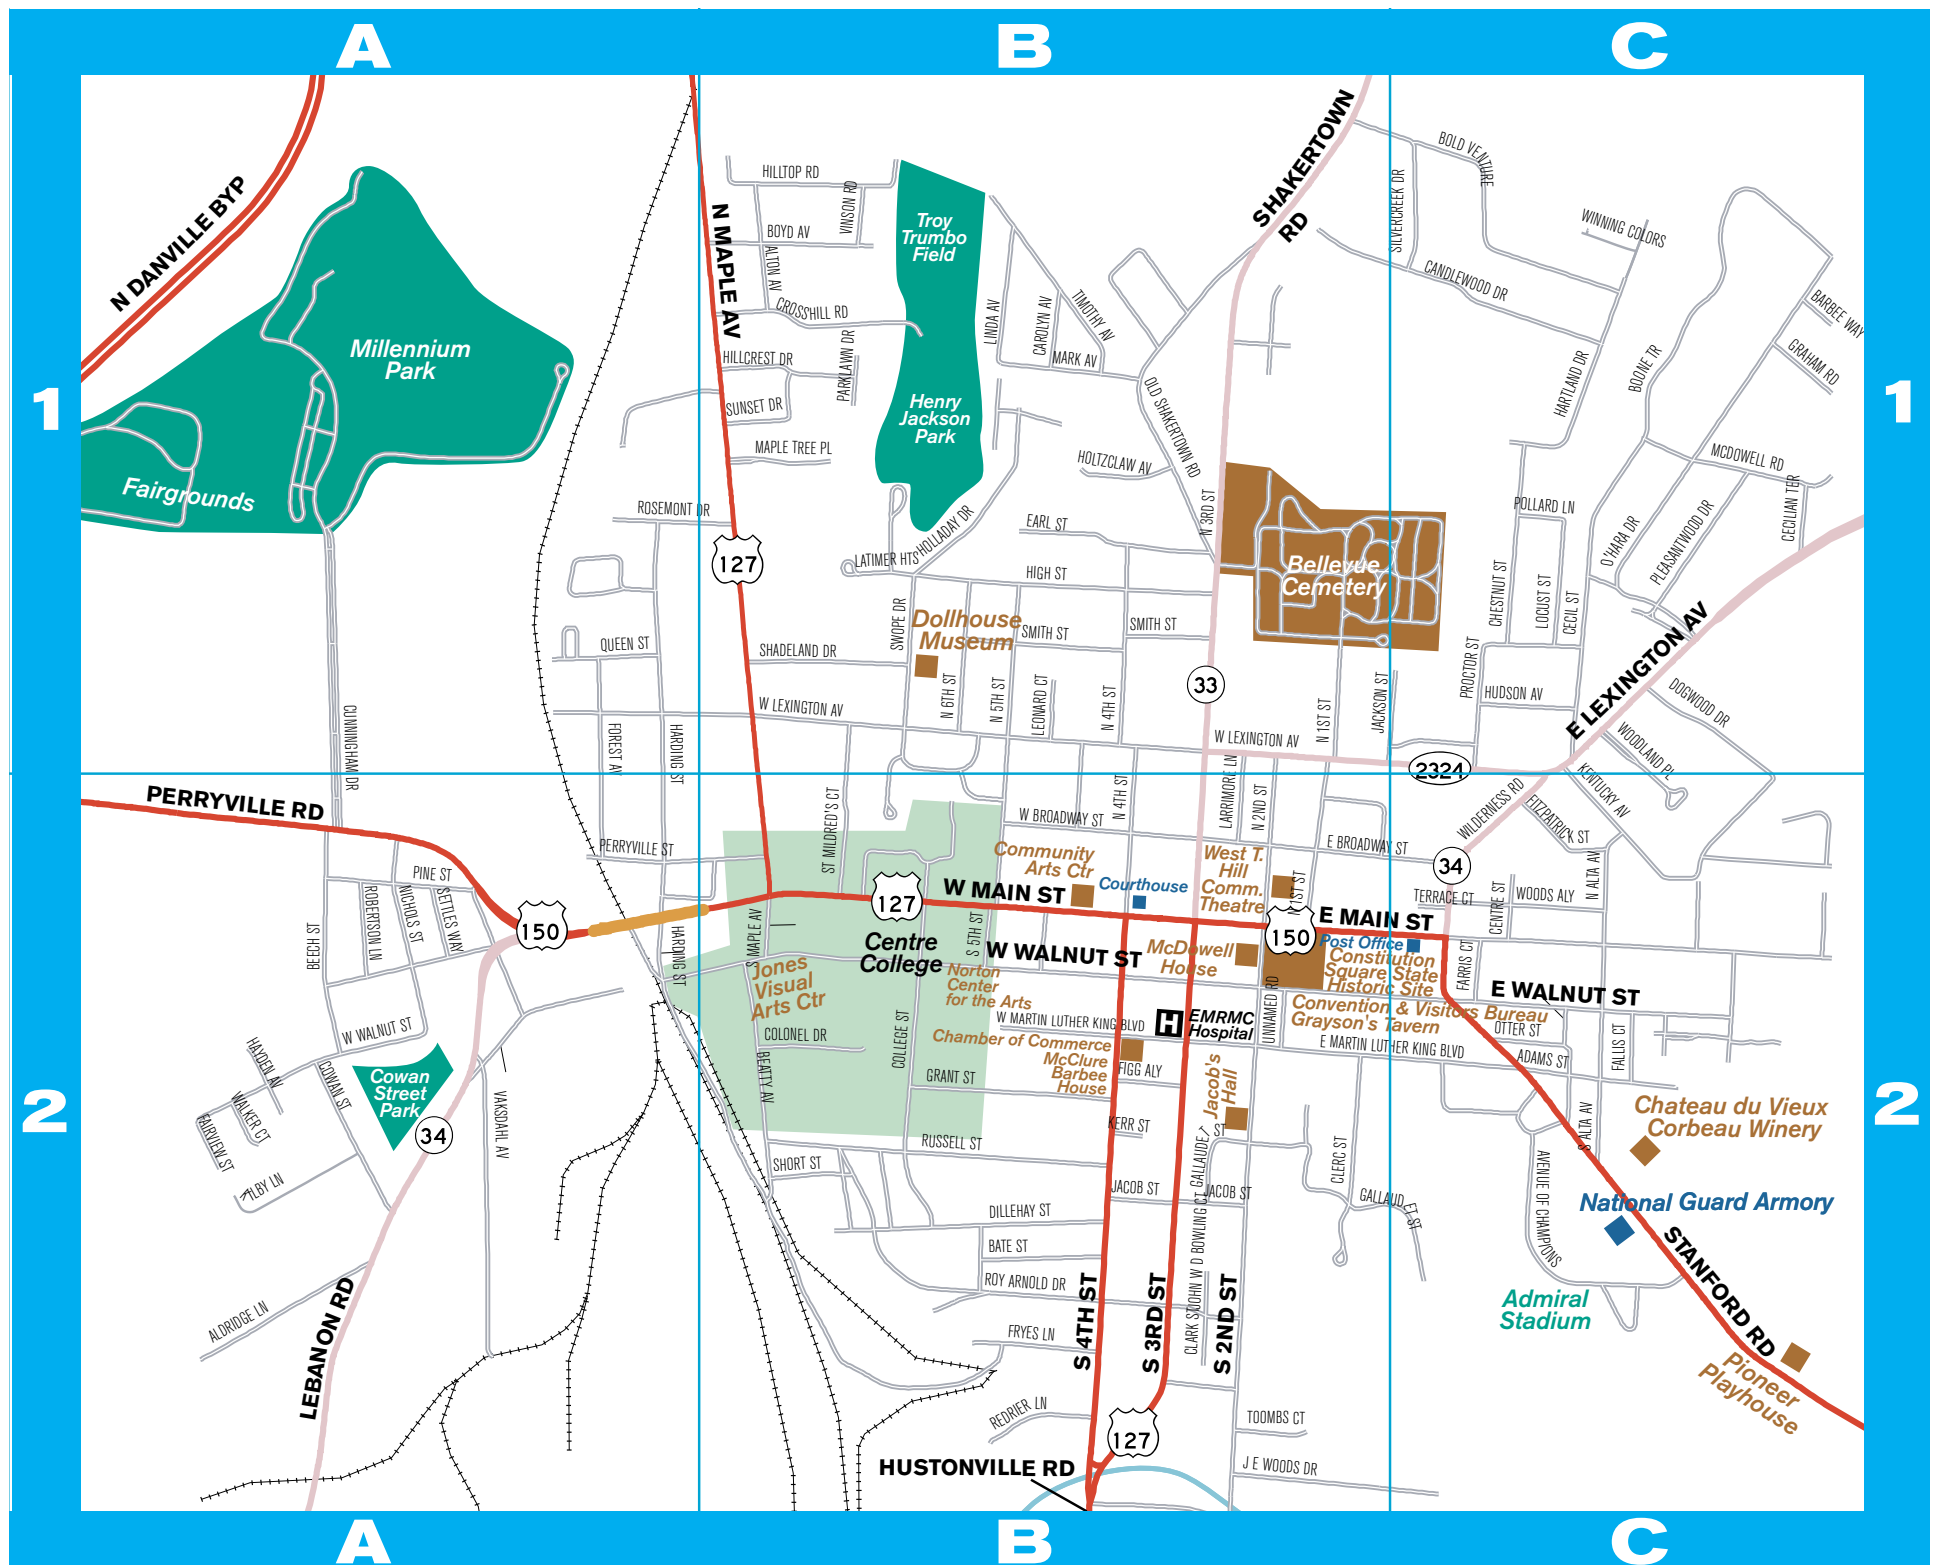 A
B
C
1
1
2
2
A
B
C
N DANVILLE BYP
Millennium
Park
Fairgrounds
CUNNINGHAM DR
N MAPLE AV
HILLTOP RD
VINSON RD
BOYD AV
ALTON AV
CROSSHILL RD
HILLCREST DR
PARKLAWN DR
SUNSET DR
MAPLE TREE PL
ROSEMONT DR
127
QUEEN ST
SHADELAND DR
W LEXINGTON AV
FOREST AV
HARDING ST
Troy
Trumbo
Field
Henry
Jackson
Park
LINDA AV
CAROLYN AV
TIMOTHY AV
MARK AV
OLD SHAKERTOWN RD
HOLTZCLAW AV
HOLLADAY DR
LATIMER HTS
EARL ST
HIGH ST
SWOPE DR
Dollhouse
Museum
SMITH ST
SMITH ST
N 6TH ST
N 5TH ST
LEONARD CT
N 4TH ST
N 3RD ST
33
SHAKERTOWN
RD
Bellevue
Cemetery
W LEXINGTON AV
N 1ST ST
JACKSON ST
BOLD VENTURE
SILVERCREEK DR
CANDLEWOOD DR
WINNING COLORS
HARTLAND DR
BOONE TR
BARBEE WAY
GRAHAM RD
MCDOWELL RD
CECILIAN TER
PLEASANTWOOD DR
O'HARA DR
POLLARD LN
CHESTNUT ST
LOCUST ST
CECIL ST
PROCTOR ST
HUDSON AV
E LEXINGTON AV
DOGWOOD DR
WOODLAND PL
2324
KENTUCKY AV
PERRYVILLE RD
PINE ST
ROBERTSON LN
NICHOLS ST
SETTLES WAY
BEECH ST
150
PERRYVILLE ST
HARDING ST
W WALNUT ST
HAYDEN AV
WALKER CT
FAIRVIEW ST
ILBY LN
COWAN ST
Cowan
Street
Park
34
VAKSDAHL AV
ALDRIDGE LN
LEBANON RD
ST MILDRED'S CT
W BROADWAY ST
N 4TH ST
LARRIMORE LN
N 2ND ST
E BROADWAY ST
Community
Arts Ctr
Courthouse
West T.
Hill
Comm.
Theatre
N 1ST ST
127
W MAIN ST
E MAIN ST
150
Centre
College
S MAPLE AV
S 5TH ST
W WALNUT ST
McDowell
House
Post Office
Constitution
Square State
Historic Site
Convention & Visitors Bureau
Grayson's Tavern
Jones
Visual
Arts Ctr
Norton
Center
for the Arts
W MARTIN LUTHER KING BLVD
H
EMRMC
Hospital
UNNAMED RD
E MARTIN LUTHER KING BLVD
COLONEL DR
BEATTY AV
COLLEGE ST
Chamber of Commerce
McClure
Barbee
House
FIGG ALY
GRANT ST
KERR ST
Jacob's
Hall
RUSSELL ST
SHORT ST
JACOB ST
JACOB ST
GALLAUDET ST
W D BOWLING CT
CLARK ST
JOHN
DILLEHAY ST
BATE ST
ROY ARNOLD DR
FRYES LN
S 4TH ST
S 3RD ST
S 2ND ST
REDRIER LN
127
HUSTONVILLE RD
TOOMBS CT
J E WOODS DR
CLERC ST
GALLAUDET ST
WILDERNESS RD
FITZPATRICK ST
34
TERRACE CT
CENTRE ST
WOODS ALY
N ALTA AV
FARRIS CT
E WALNUT ST
OTTER ST
ADAMS ST
FALLIS CT
S ALTA AV
AVENUE OF CHAMPIONS
Chateau du Vieux
Corbeau Winery
National Guard Armory
Admiral
Stadium
STANFORD RD
Pioneer
Playhouse